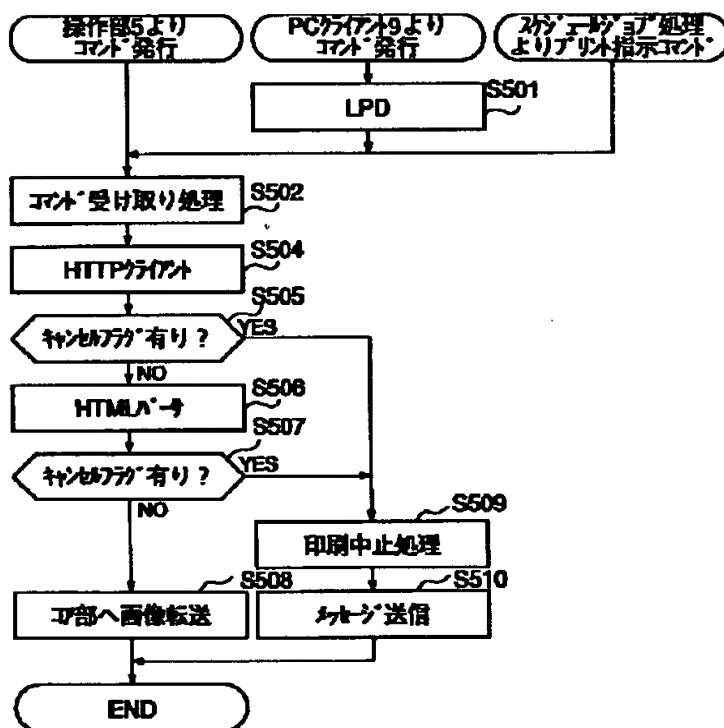 操作部5より
コマンド発行
PCクライアント9より
コマンド発行
スケジュールジョブ処理
よりプリント指示コマンド
S501
LPD
コマンド受け取り処理
S502
S504
HTTPクライアント
S505
キャンセルフラグ有り?
YES
NO
S506
HTMLパーサ
S507
キャンセルフラグ有り?
YES
NO
S509
印刷中止処理
S508
コア部へ画像転送
S510
メッセージ送信
END